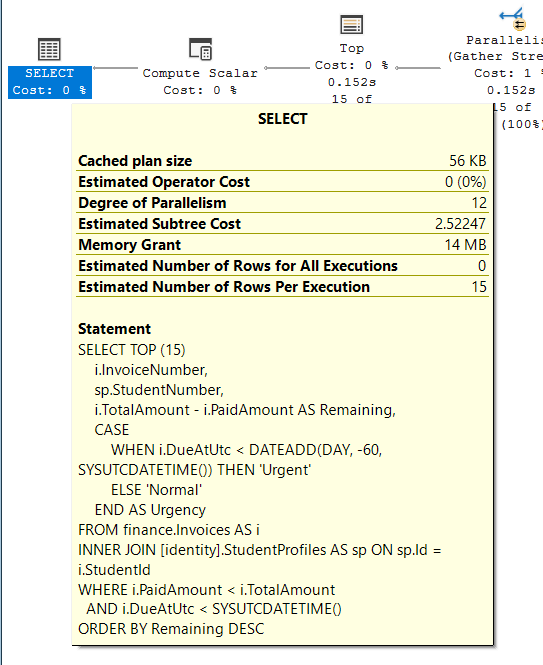 SELECT
Cost: 0 %
Compute Scalar
Cost: 0 %
Top
Cost: 0 %
0.152s
15 of
Parallelis
(Gather Stre
Cost: 1 %
0.152s
15 of
(100%)
SELECT
Cached plan size 56 KB
Estimated Operator Cost 0 (0%)
Degree of Parallelism 12
Estimated Subtree Cost 2.52247
Memory Grant 14 MB
Estimated Number of Rows for All Executions 0
Estimated Number of Rows Per Execution 15
Statement
SELECT TOP (15)
i.InvoiceNumber,
sp.StudentNumber,
i.TotalAmount - i.PaidAmount AS Remaining,
CASE
WHEN i.DueAtUtc < DATEADD(DAY, -60,
SYSUTCDATETIME()) THEN 'Urgent'
ELSE 'Normal'
END AS Urgency
FROM finance.Invoices AS i
INNER JOIN [identity].StudentProfiles AS sp ON sp.Id =
i.StudentId
WHERE i.PaidAmount < i.TotalAmount
AND i.DueAtUtc < SYSUTCDATETIME()
ORDER BY Remaining DESC